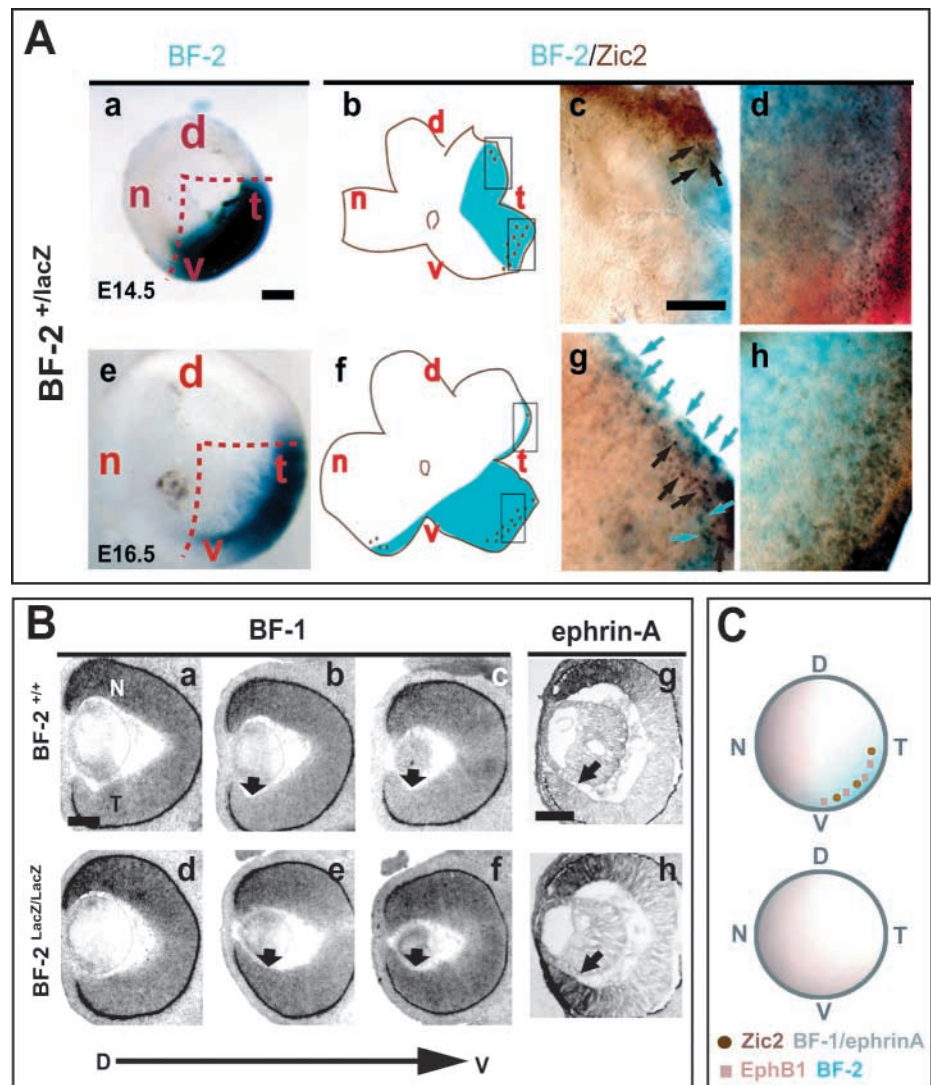 A
BF-2
BF-2/Zic2
BF-2 +/lacZ
a
d
n
t
v
E14.5
b
d
n
t
v
c
d
e
d
n
t
v
E16.5
f
d
n
t
v
g
h
B
BF-1
ephrin-A
BF-2 +/+
a
N
T
b
c
g
BF-2 LacZ/LacZ
d
e
f
h
D
V
C
D
N
T
V
D
N
T
V
Zic2 BF-1/ephrinA
EphB1 BF-2